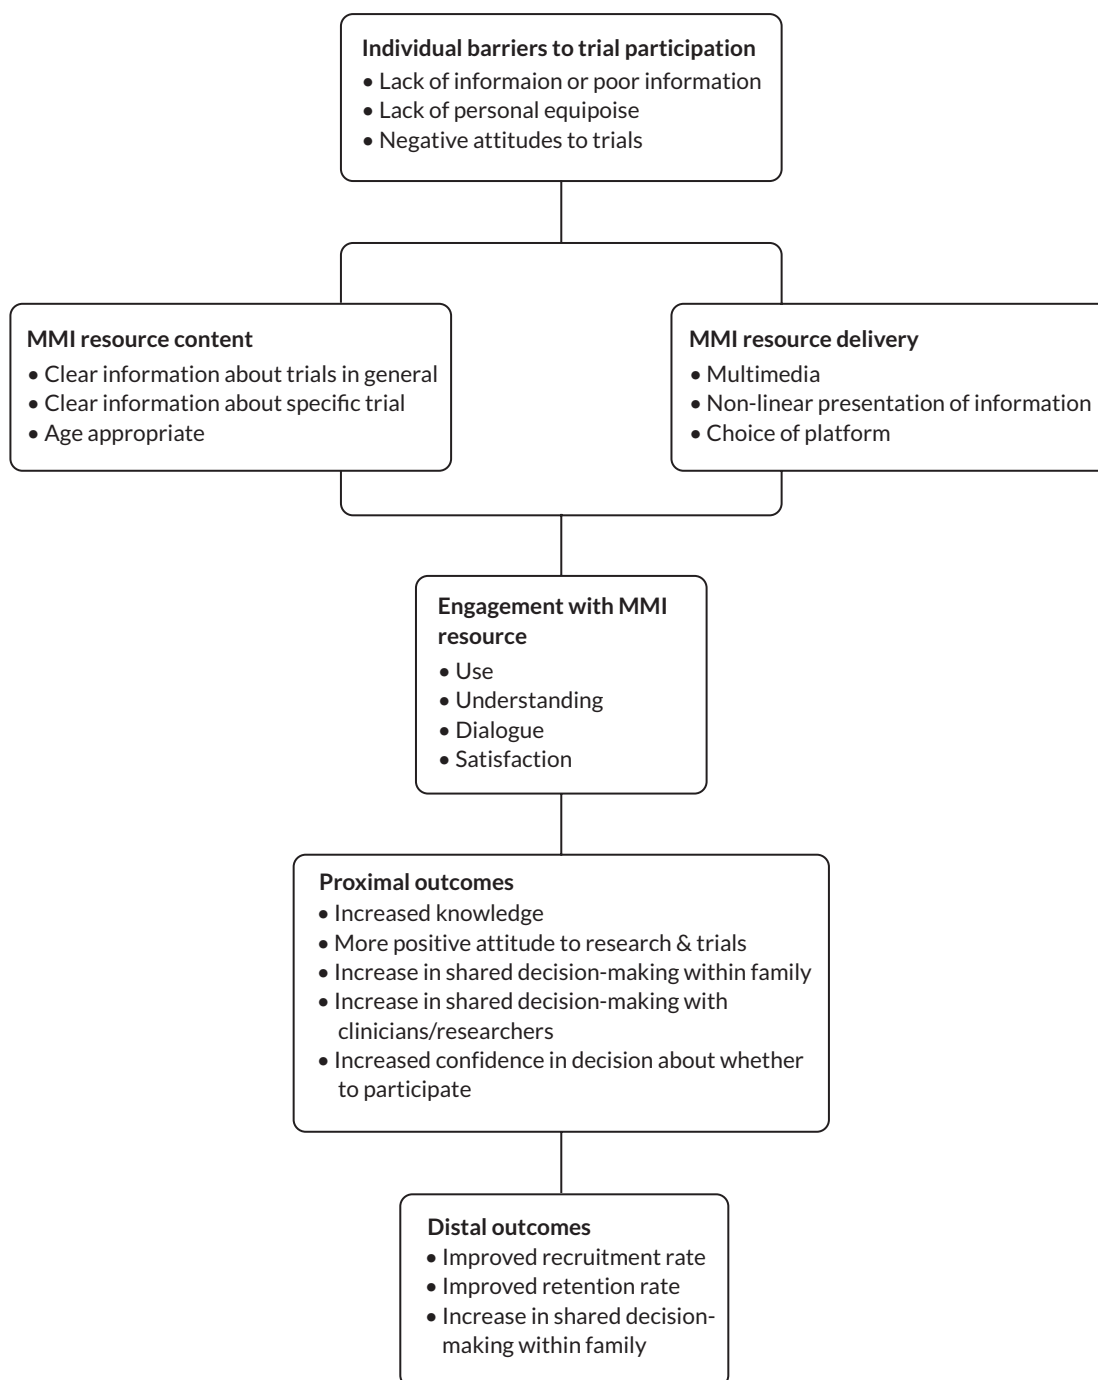 Individual barriers to trial participation
• Lack of informaion or poor information
• Lack of personal equipoise
• Negative attitudes to trials
MMI resource content
• Clear information about trials in general
• Clear information about specific trial
• Age appropriate
MMI resource delivery
• Multimedia
• Non-linear presentation of information
• Choice of platform
Engagement with MMI
resource
• Use
• Understanding
• Dialogue
• Satisfaction
Proximal outcomes
• Increased knowledge
• More positive attitude to research & trials
• Increase in shared decision-making within family
• Increase in shared decision-making with
clinicians/researchers
• Increased confidence in decision about whether
to participate
Distal outcomes
• Improved recruitment rate
• Improved retention rate
• Increase in shared decision-
making within family